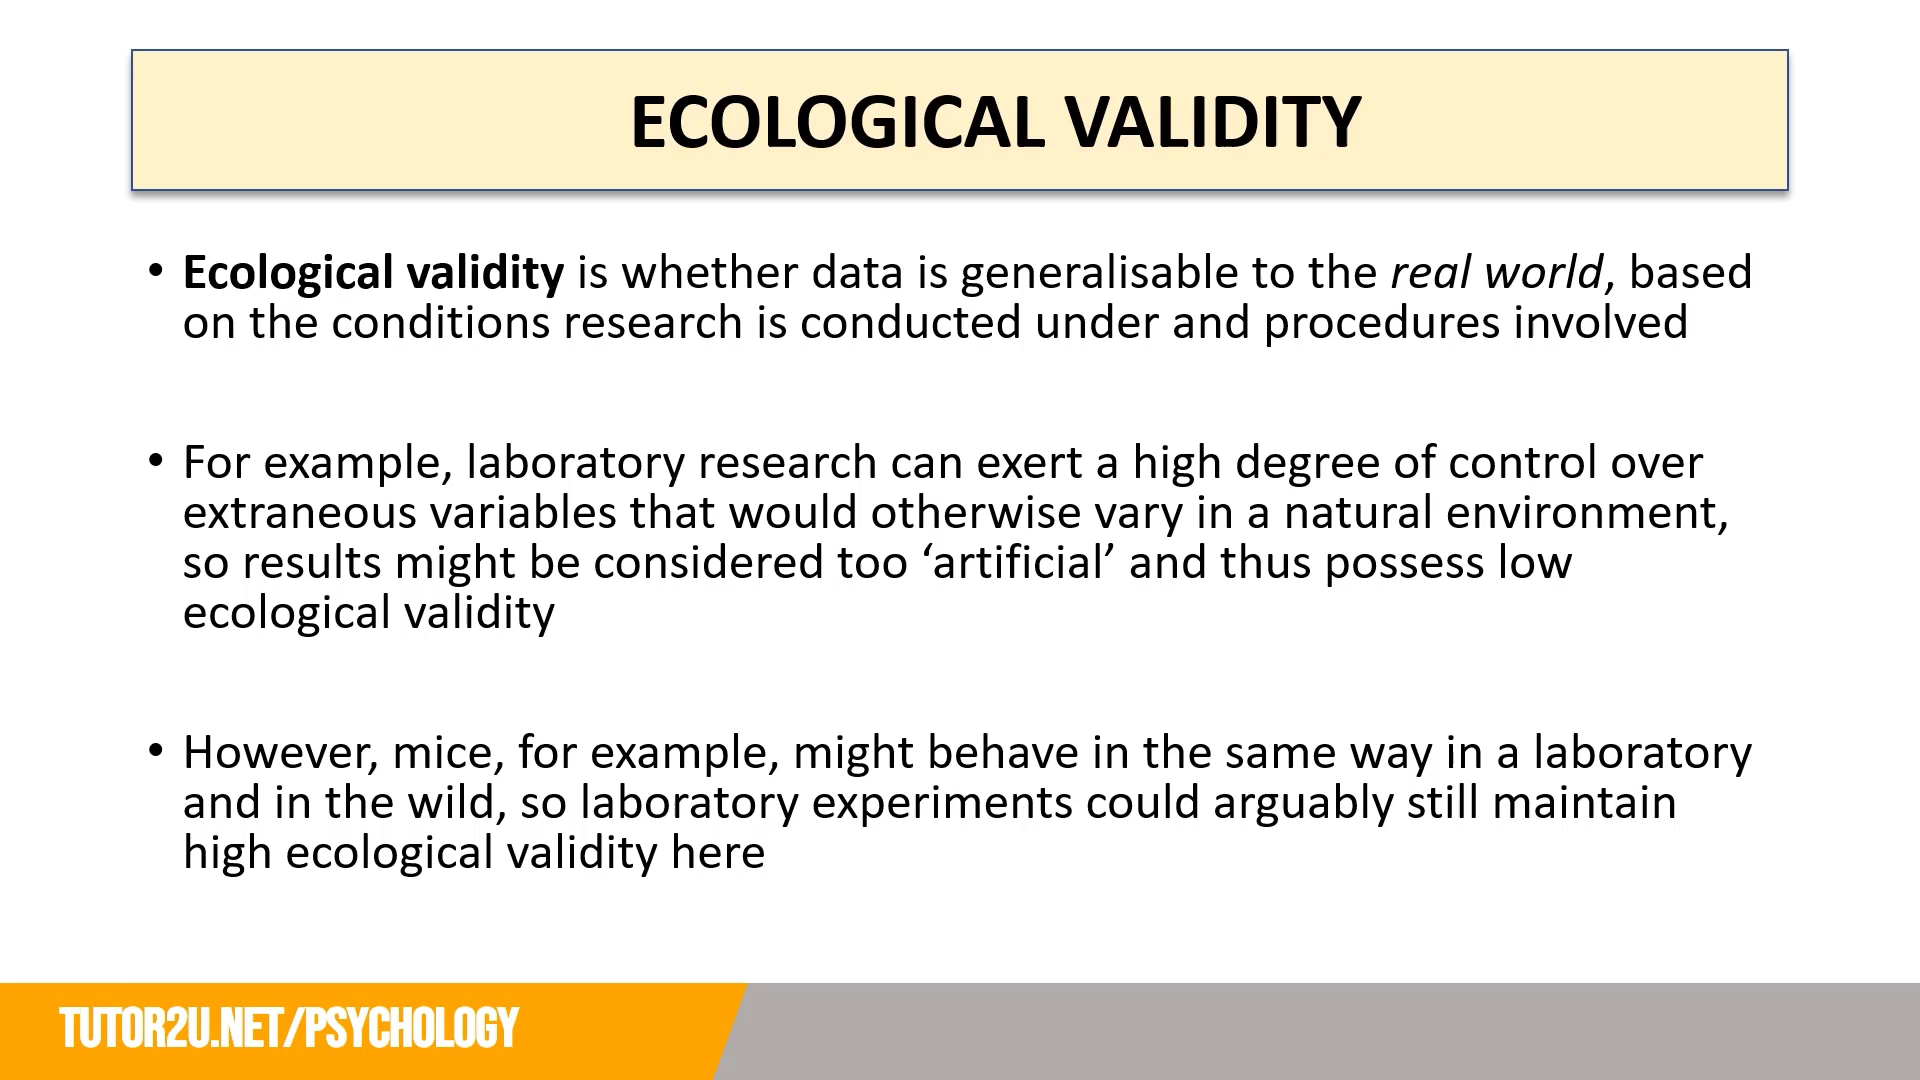 ECOLOGICAL VALIDITY
• Ecological validity is whether data is generalisable to the real world, based
on the conditions research is conducted under and procedures involved
• For example, laboratory research can exert a high degree of control over
extraneous variables that would otherwise vary in a natural environment,
so results might be considered too ‘artificial’ and thus possess low
ecological validity
• However, mice, for example, might behave in the same way in a laboratory
and in the wild, so laboratory experiments could arguably still maintain
high ecological validity here
TUTOR2U.NET/PSYCHOLOGY